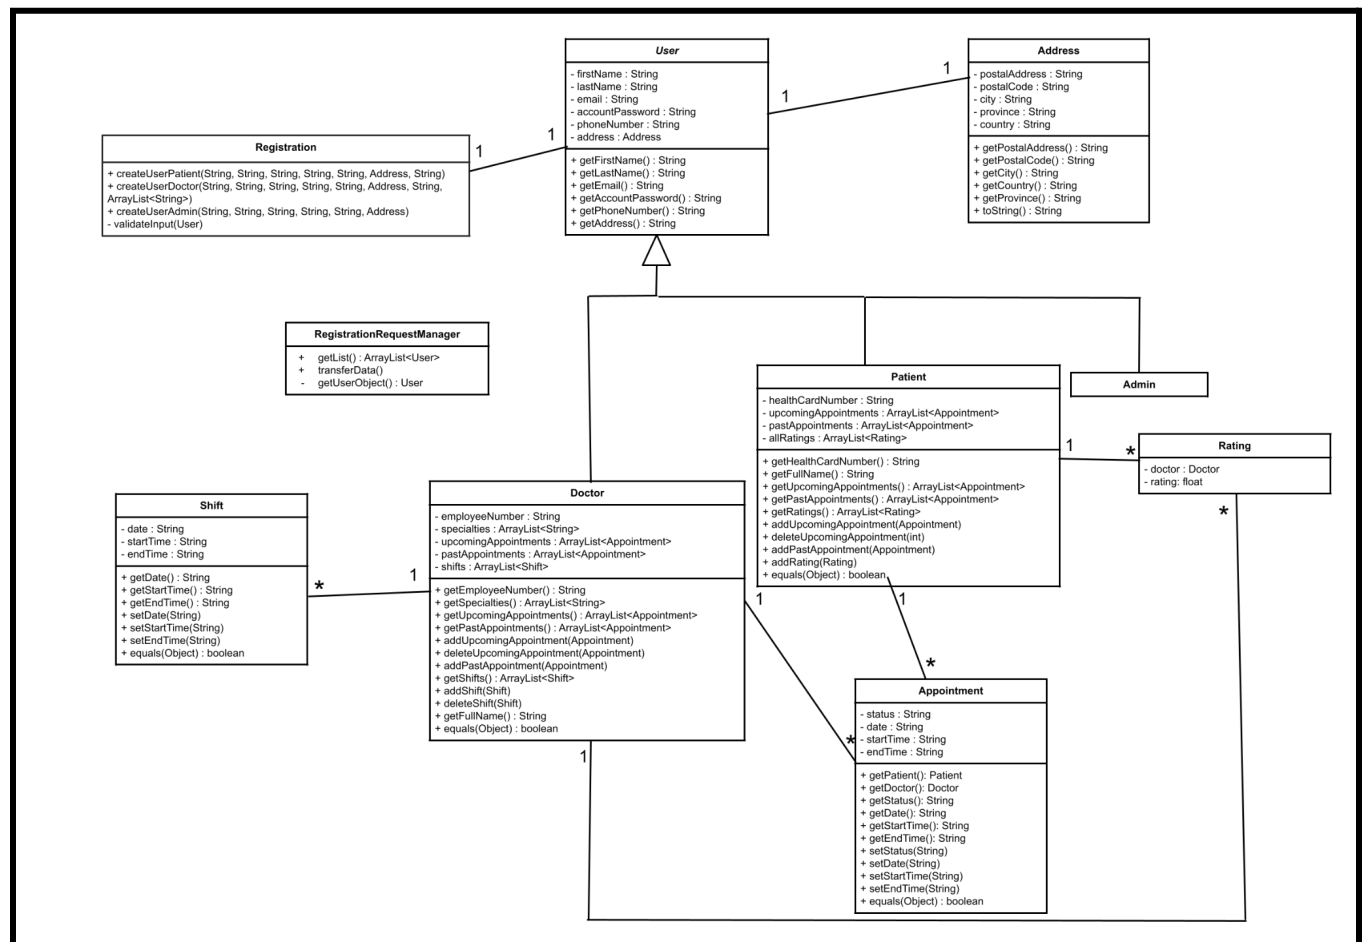 User
- firstName : String
- lastName : String
- email : String
- accountPassword : String
- phoneNumber : String
- address : Address
+ getFirstName() : String
+ getLastName() : String
+ getEmail() : String
+ getAccountPassword() : String
+ getPhoneNumber() : String
+ getAddress() : String
1
1
Address
- postalAddress : String
- postalCode : String
- city : String
- province : String
- country : String
+ getPostalAddress() : String
+ getPostalCode() : String
+ getCity() : String
+ getCountry() : String
+ getProvince() : String
+ toString() : String
Registration
+ createUserPatient(String, String, String, String, String, Address, String)
+ createUserDoctor(String, String, String, String, String, Address, String,
ArrayList<String>)
+ createUserAdmin(String, String, String, String, String, Address)
- validateInput(User)
1
1
RegistrationRequestManager
+ getList() : ArrayList<User>
+ transferData()
- getUserObject() : User
Patient
- healthCardNumber : String
- upcomingAppointments : ArrayList<Appointment>
- pastAppointments : ArrayList<Appointment>
- allRatings : ArrayList<Rating>
+ getHealthCardNumber() : String
+ getFullName() : String
+ getUpcomingAppointments() : ArrayList<Appointment>
+ getPastAppointments() : ArrayList<Appointment>
+ getRatings() : ArrayList<Rating>
+ addUpcomingAppointment(Appointment)
+ deleteUpcomingAppointment(int)
+ addPastAppointment(Appointment)
+ addRating(Rating)
+ equals(Object) : boolean
Admin
1
*
Rating
- doctor : Doctor
- rating: float
*
Shift
- date : String
- startTime : String
- endTime : String
+ getDate() : String
+ getStartTime() : String
+ getEndTime() : String
+ setDate(String)
+ setStartTime(String)
+ setEndTime(String)
+ equals(Object) : boolean
*
1
Doctor
- employeeNumber : String
- specialties : ArrayList<String>
- upcomingAppointments : ArrayList<Appointment>
- pastAppointments : ArrayList<Appointment>
- shifts : ArrayList<Shift>
+ getEmployeeNumber() : String
+ getSpecialties() : ArrayList<String>
+ getUpcomingAppointments() : ArrayList<Appointment>
+ getPastAppointments() : ArrayList<Appointment>
+ addUpcomingAppointment(Appointment)
+ deleteUpcomingAppointment(Appointment)
+ addPastAppointment(Appointment)
+ getShifts() : ArrayList<Shift>
+ addShift(Shift)
+ deleteShift(Shift)
+ getFullName() : String
+ equals(Object) : boolean
1
1
1
*
*
Appointment
- status : String
- date : String
- startTime : String
- endTime : String
+ getPatient(): Patient
+ getDoctor(): Doctor
+ getStatus(): String
+ getDate(): String
+ getStartTime(): String
+ getEndTime(): String
+ setStatus(String)
+ setDate(String)
+ setStartTime(String)
+ setEndTime(String)
+ equals(Object) : boolean